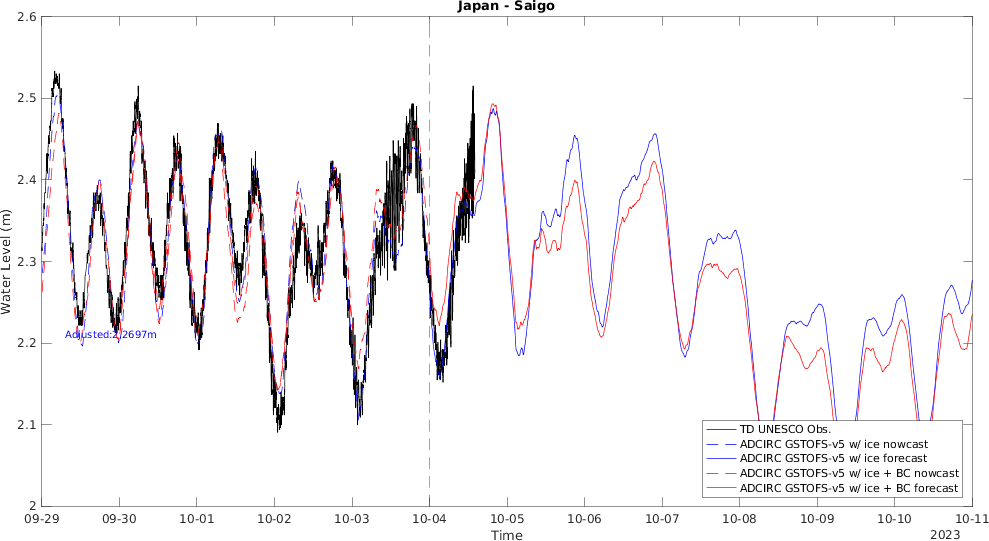 Japan - Saigo
2.6
2.5
2.4
2.3
2.2
2.1
2
Water Level (m)
Adjusted:2.2697m
TD UNESCO Obs.
ADCIRC GSTOFS-v5 w/ ice nowcast
ADCIRC GSTOFS-v5 w/ ice forecast
ADCIRC GSTOFS-v5 w/ ice + BC nowcast
ADCIRC GSTOFS-v5 w/ ice + BC forecast
09-29 09-30 10-01 10-02 10-03 10-04 10-05 10-06 10-07 10-08 10-09 10-10 10-11
Time
2023